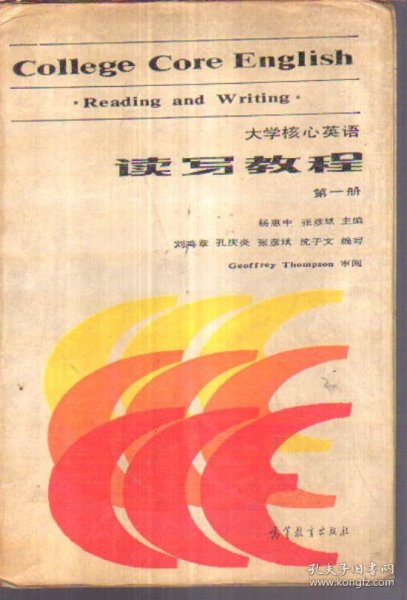 College Core English
·Reading and Writing·
大学核心英语
读写教程
第一册
杨惠中 张彦斌 主编
刘鸿章 孔庆炎 张彦斌 沈子文 编写
Geoffrey Thompson 审阅
高等教育出版社
孔夫子旧书网
www.kongfz.com